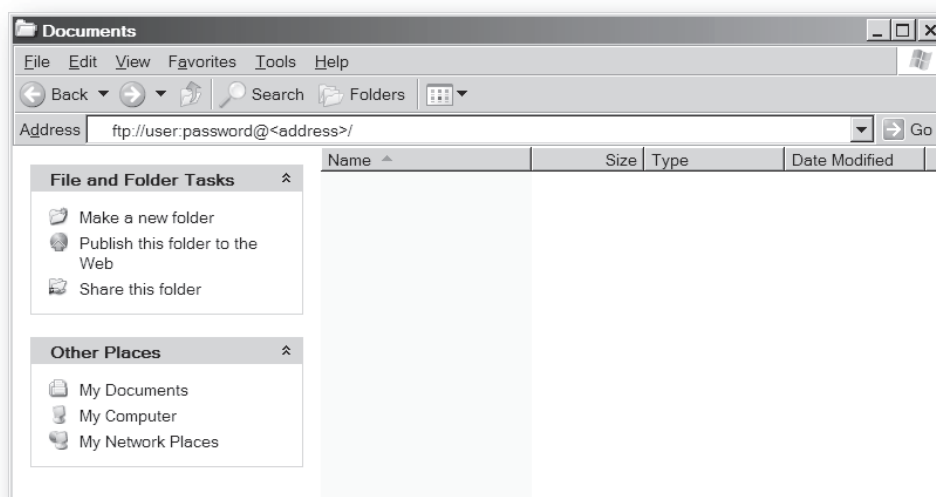 Documents
File Edit View Favorites Tools Help
Back Search Folders
Address ftp://user:password@<address>/ Go
Name Size Type Date Modified
File and Folder Tasks
Make a new folder
Publish this folder to the
Web
Share this folder
Other Places
My Documents
My Computer
My Network Places